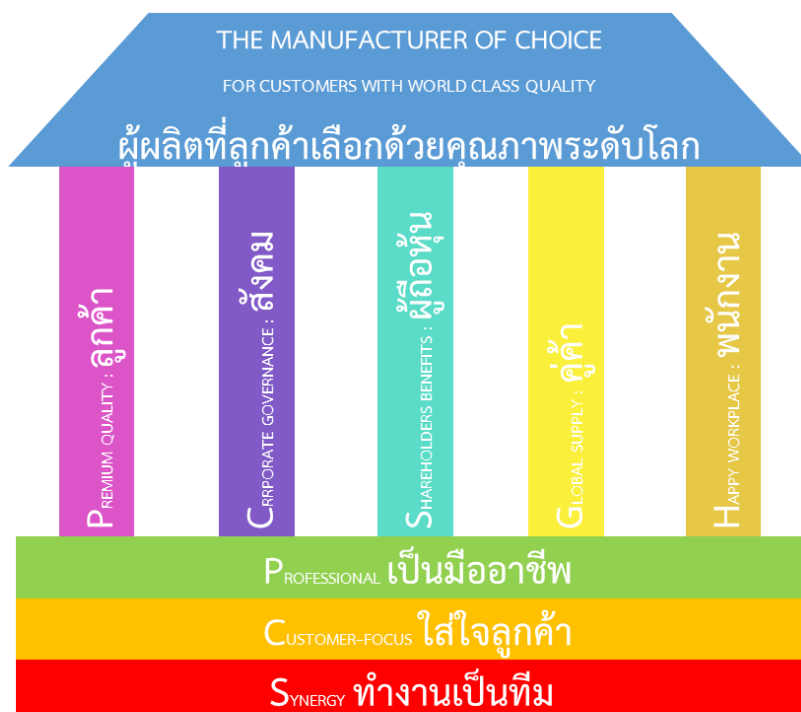 THE MANUFACTURER OF CHOICE
FOR CUSTOMERS WITH WORLD CLASS QUALITY
ผู้ผลิตที่ลูกค้าเลือกด้วยคุณภาพระดับโลก
PREMIUM QUALITY : ลูกค้า
CRRPORATE GOVERNANCE : สังคม
SHAREHOLDERS BENEFITS : ผู้ถือหุ้น
GLOBAL SUPPLY : คู่ค้า
HAPPY WORKPLACE : พนักงาน
PROFESSIONAL เป็นมืออาชีพ
CUSTOMER-FOCUS ใส่ใจลูกค้า
SYNERGY ทำงานเป็นทีม